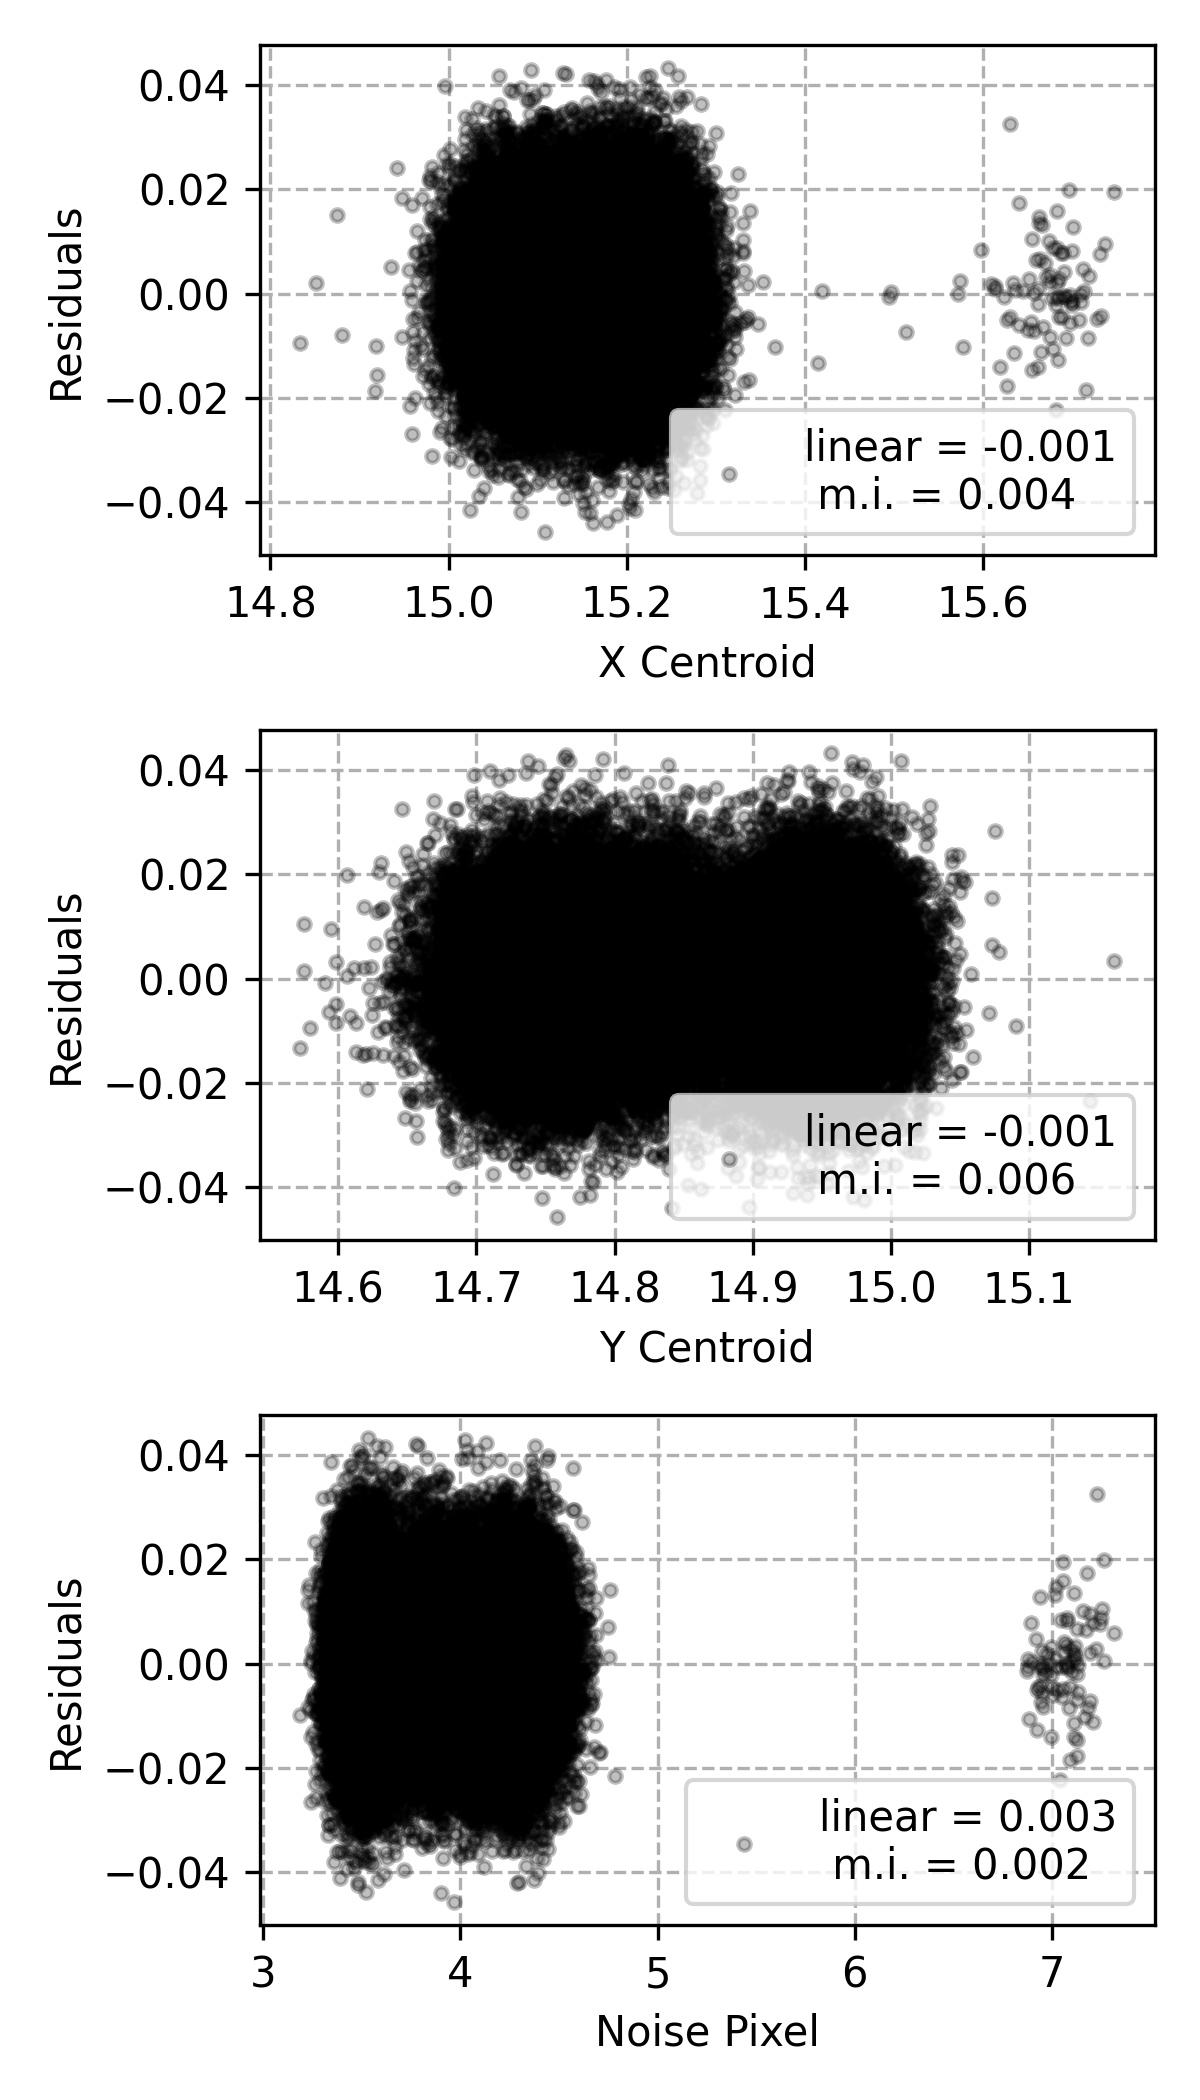 0.04
0.02
0.00
−0.02
−0.04
Residuals
linear = -0.001
m.i. = 0.004
14.8 15.0 15.2 15.4 15.6
X Centroid
0.04
0.02
0.00
−0.02
−0.04
Residuals
linear = -0.001
m.i. = 0.006
14.6 14.7 14.8 14.9 15.0 15.1
Y Centroid
0.04
0.02
0.00
−0.02
−0.04
Residuals
linear = 0.003
m.i. = 0.002
3 4 5 6 7
Noise Pixel